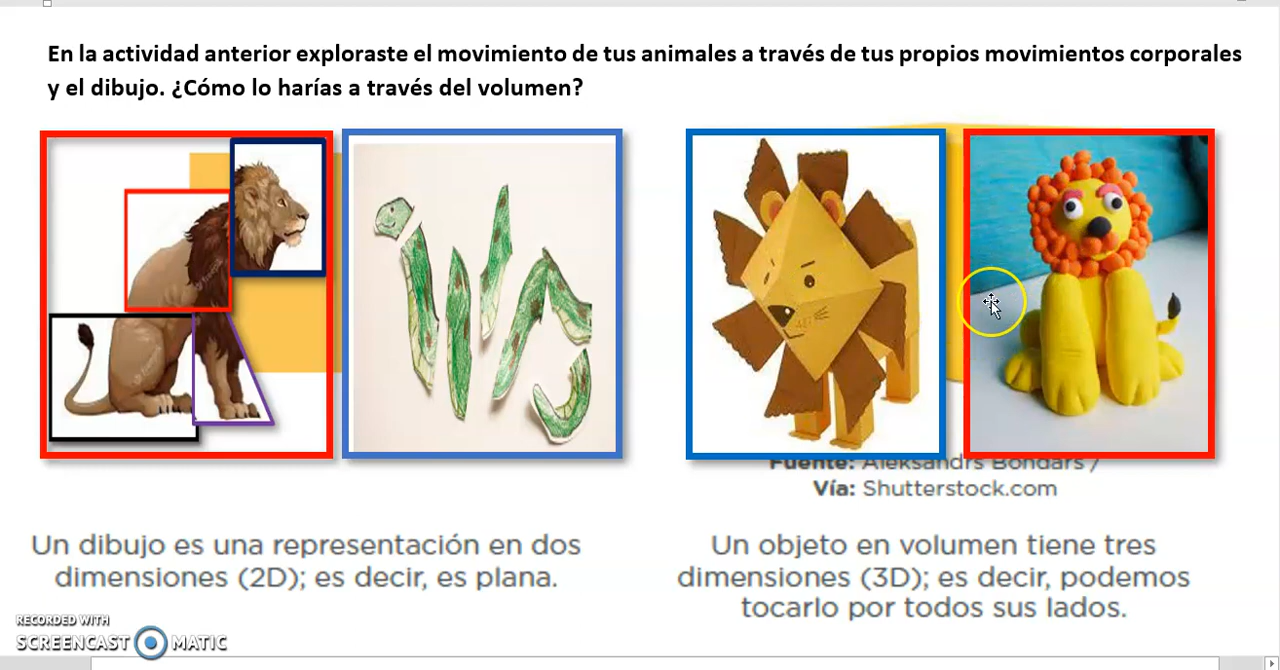 En la actividad anterior exploraste el movimiento de tus animales a través de tus propios movimientos corporales
y el dibujo. ¿Cómo lo harías a través del volumen?
Fuente: Aleksandrs Bondars /
Vía: Shutterstock.com
Un dibujo es una representación en dos
dimensiones (2D); es decir, es plana.
Un objeto en volumen tiene tres
dimensiones (3D); es decir, podemos
tocarlo por todos sus lados.
RECORDED WITH
SCREENCAST MATIC